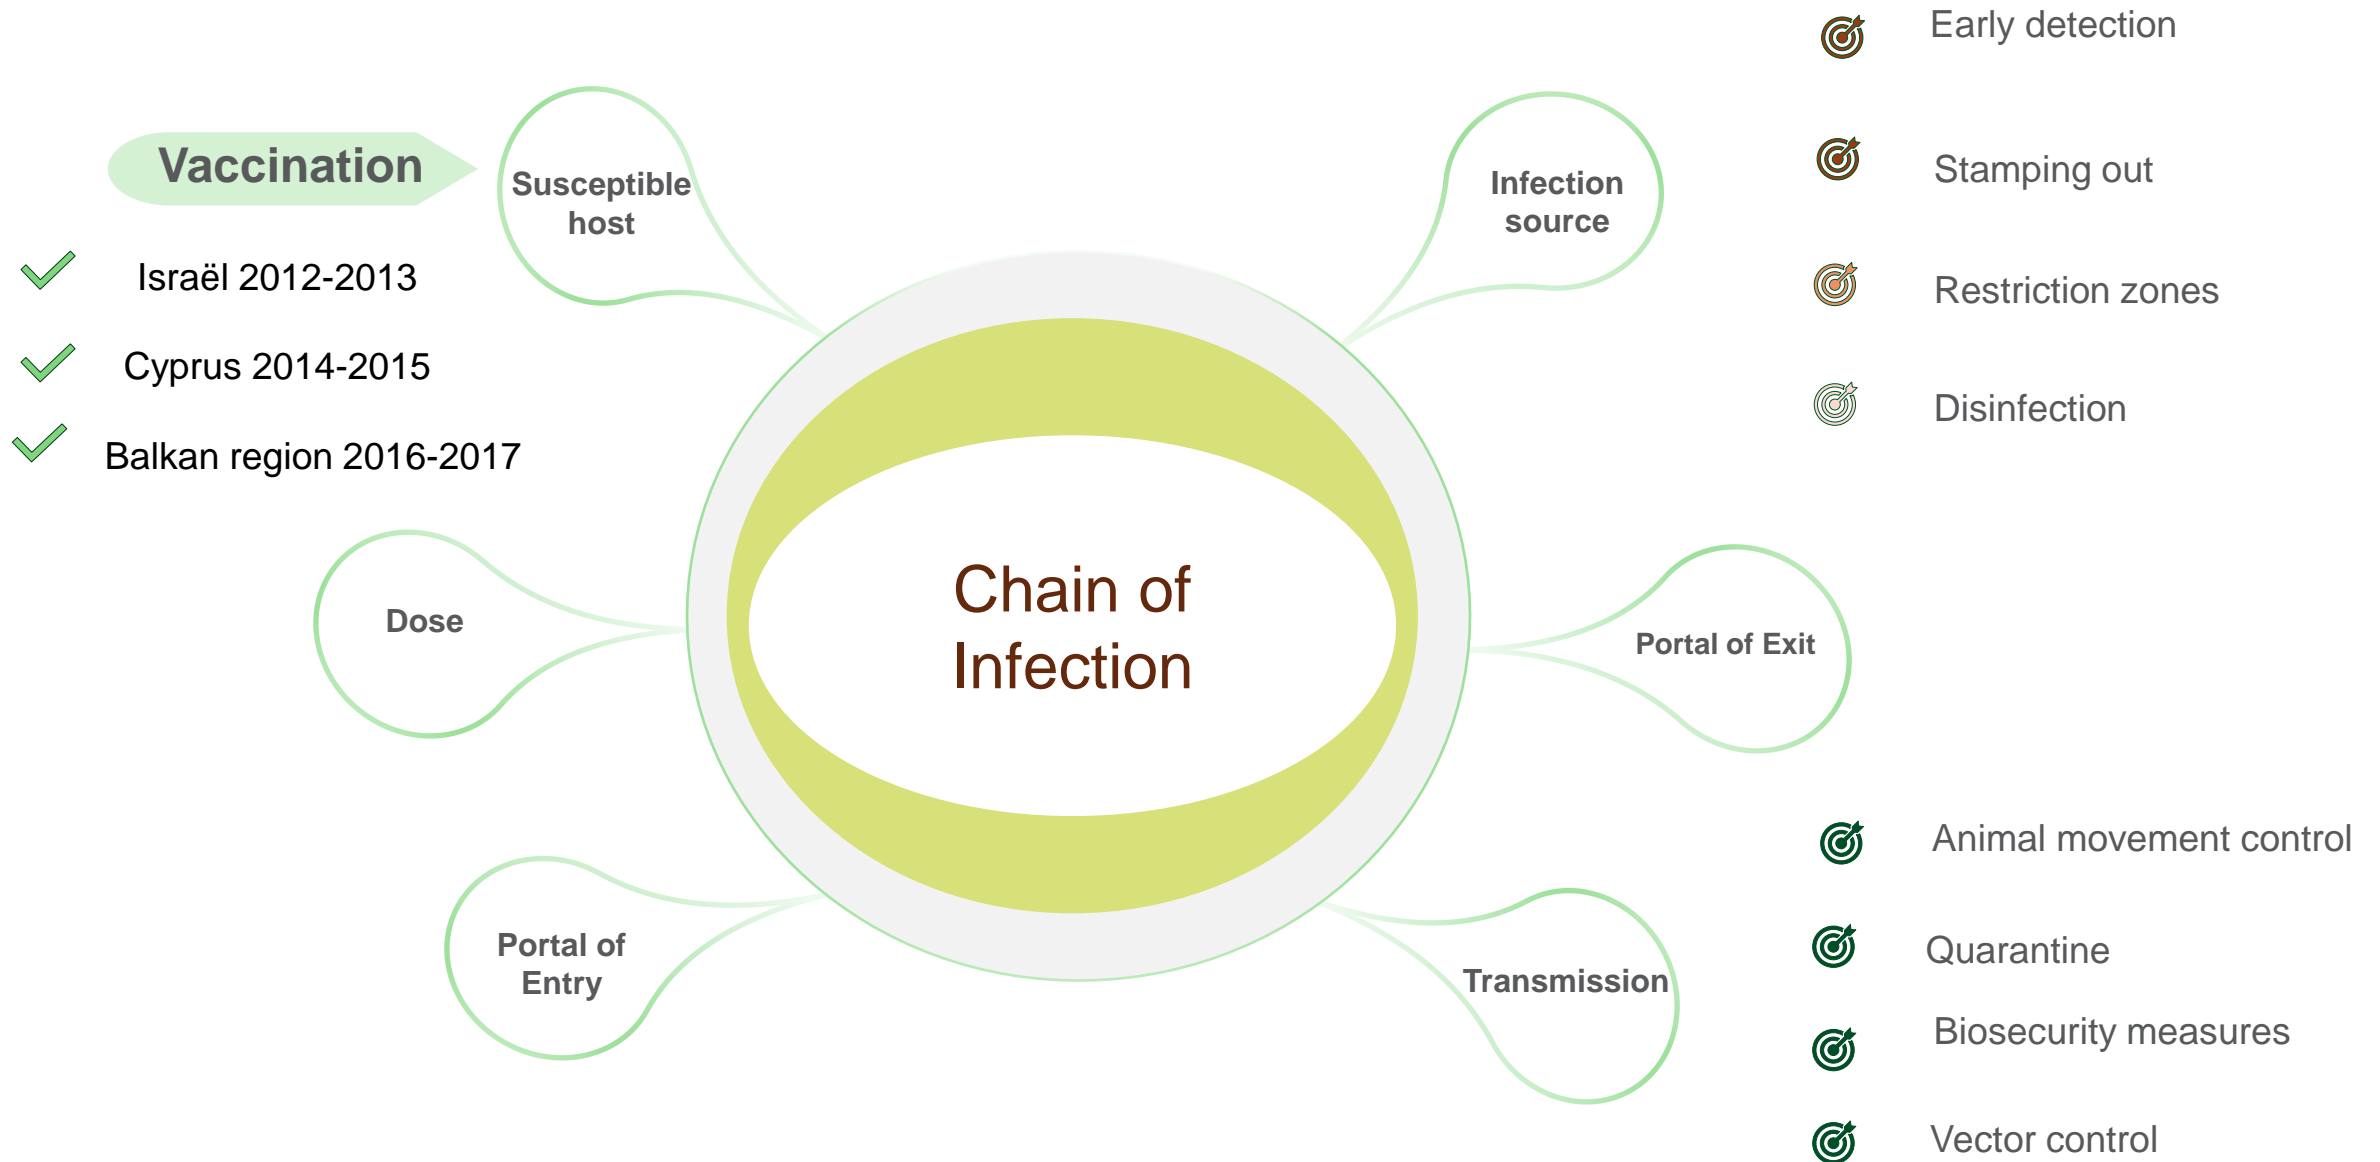 Early detection
Stamping out
Restriction zones
Disinfection
Vaccination
Israël 2012-2013
Cyprus 2014-2015
Balkan region 2016-2017
Susceptible
host
Infection
source
Chain of
Infection
Dose
Portal of Exit
Portal of
Entry
Transmission
Animal movement control
Quarantine
Biosecurity measures
Vector control